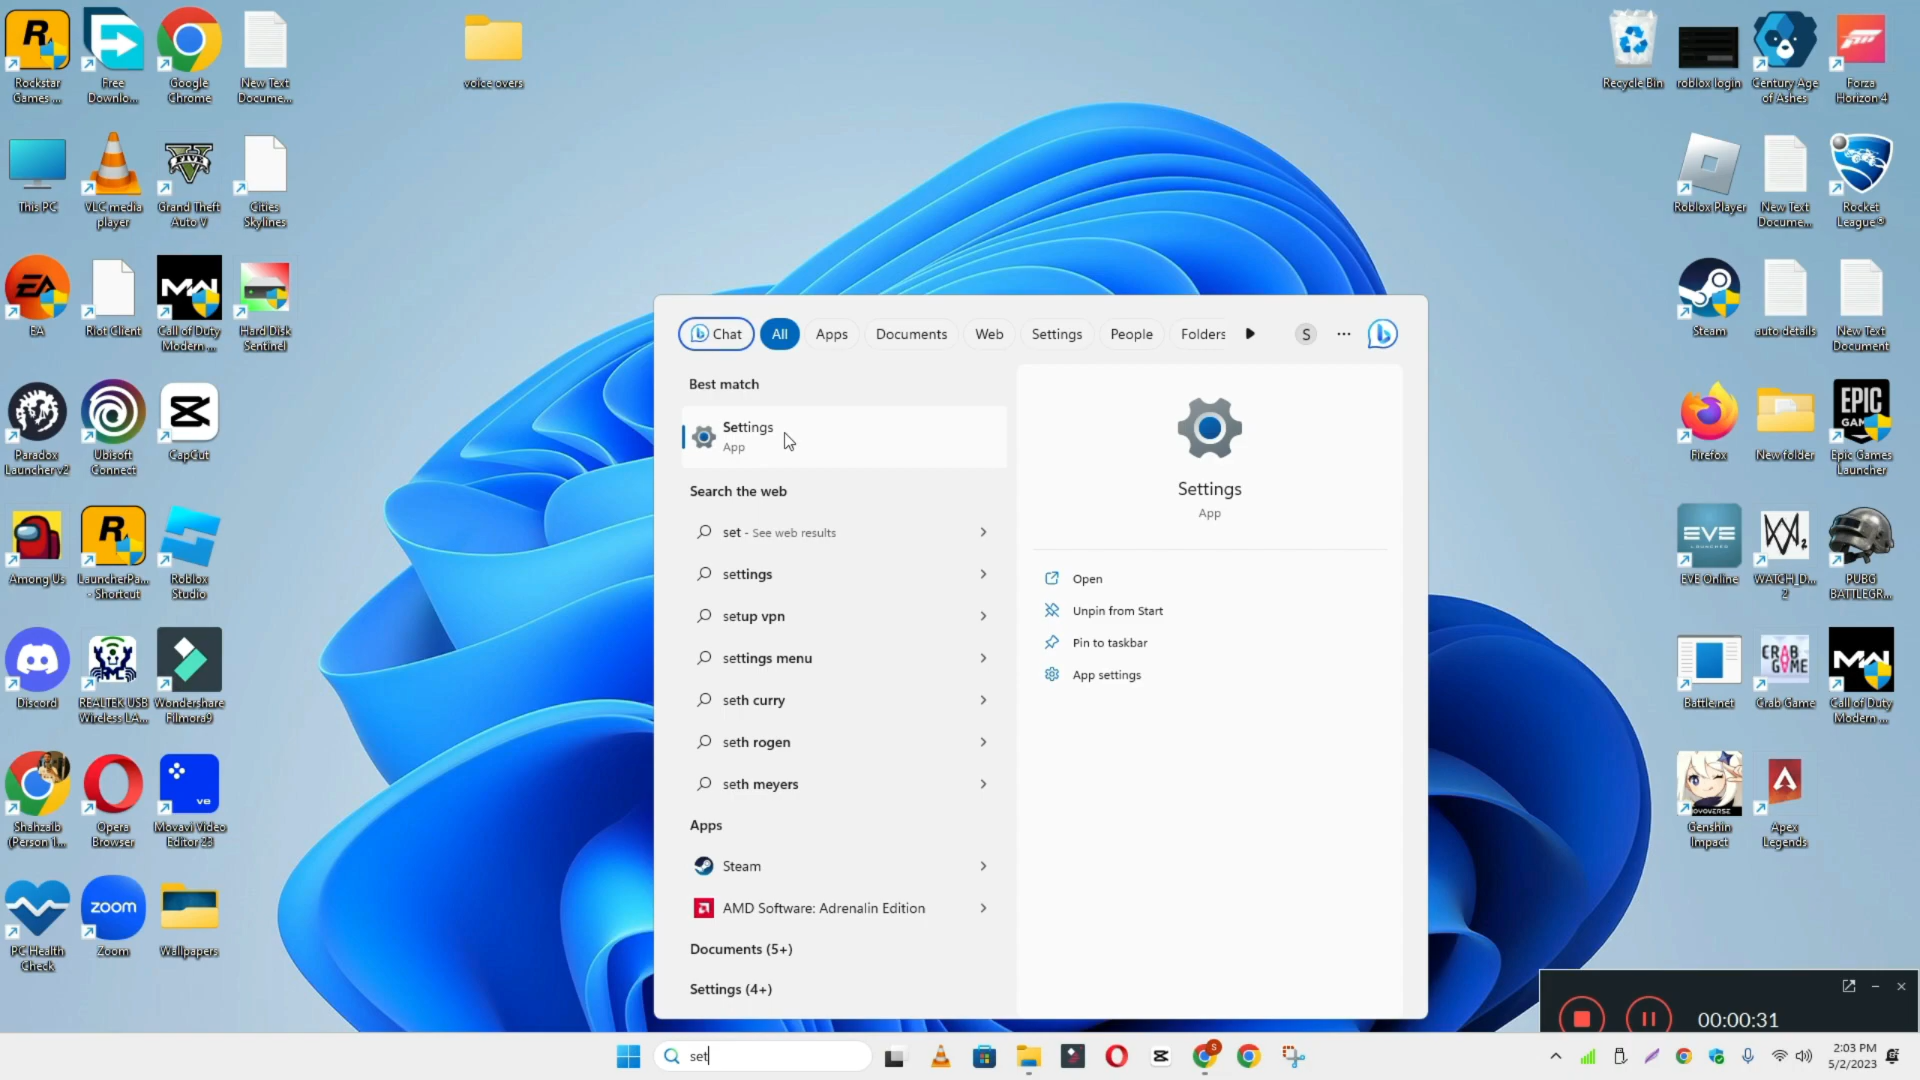 Rockstar
Games ...
Free
Downlo...
Google
Chrome
New Text
Docume...
voice overs
Recycle Bin
roblox login
Century Age
of Ashes
Forza
Horizon 4
This PC
VLC media
player
Grand Theft
Auto V
Cities
Skylines
Roblox Player
New Text
Docume...
Rocket
League®
EA
Riot Client
Call of Duty
Modern ...
Hard Disk
Sentinel
Steam
auto details
New Text
Document
Paradox
Launcher v2
Ubisoft
Connect
CapCut
Firefox
New folder
Epic Games
Launcher
Among Us
LauncherPa...
- Shortcut
Roblox
Studio
EVE Online
WATCH_D...
2
PUBG
BATTLEGR...
Discord
REALTEK USB
Wireless LA...
Wondershare
Filmora9
Battle.net
CRAB
GAME
Crab Game
Call of Duty
Modern ...
Shahzaib
(Person 1...
Opera
Browser
Movavi Video
Editor 23
Genshin
Impact
Apex
Legends
PC Health
Check
zoom
Zoom
Wallpapers
Chat
All
Apps
Documents
Web
Settings
People
Folders
S
Best match
Settings
App
Search the web
set - See web results
settings
setup vpn
settings menu
seth curry
seth rogen
seth meyers
Apps
Steam
AMD Software: Adrenalin Edition
Documents (5+)
Settings (4+)
Settings
App
Open
Unpin from Start
Pin to taskbar
App settings
00:00:31
set
2:03 PM
5/2/2023